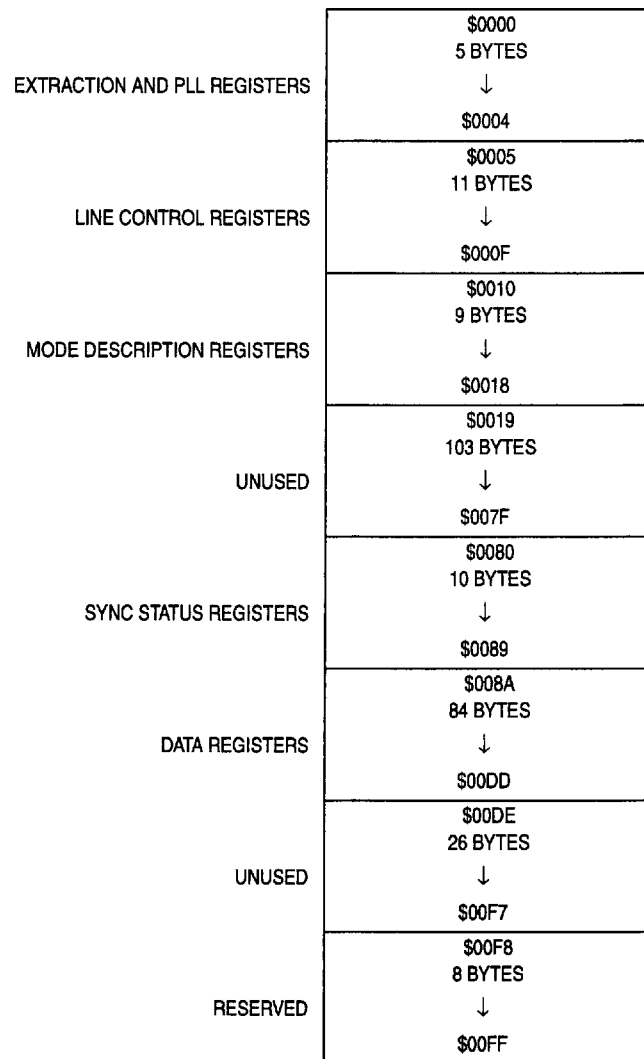 $0000
5 BYTES
EXTRACTION AND PLL REGISTERS ↓
$0004
$0005
11 BYTES
LINE CONTROL REGISTERS ↓
$000F
$0010
9 BYTES
MODE DESCRIPTION REGISTERS ↓
$0018
$0019
103 BYTES
UNUSED ↓
$007F
$0080
10 BYTES
SYNC STATUS REGISTERS ↓
$0089
$008A
84 BYTES
DATA REGISTERS ↓
$00DD
$00DE
26 BYTES
UNUSED ↓
$00F7
$00F8
8 BYTES
RESERVED ↓
$00FF